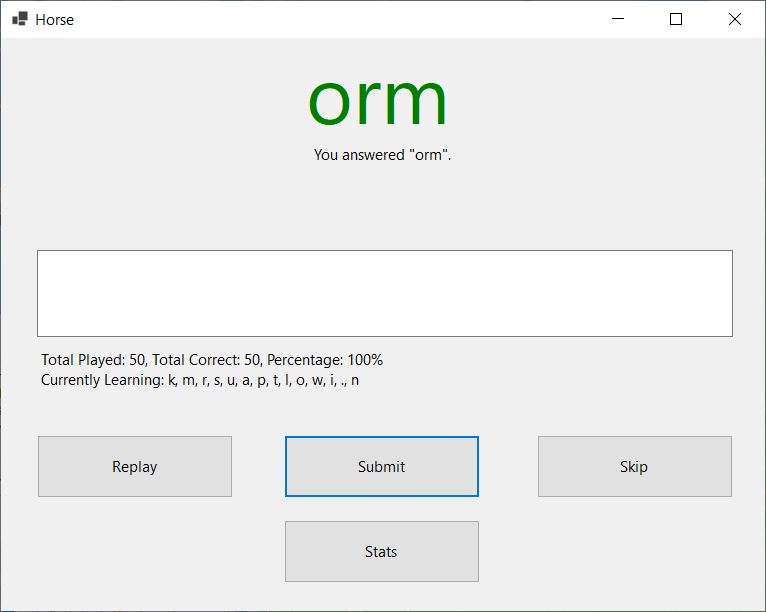 Horse
orm
You answered "orm".
Total Played: 50, Total Correct: 50, Percentage: 100%
Currently Learning: k, m, r, s, u, a, p, t, l, o, w, i, ., n
Replay
Submit
Skip
Stats